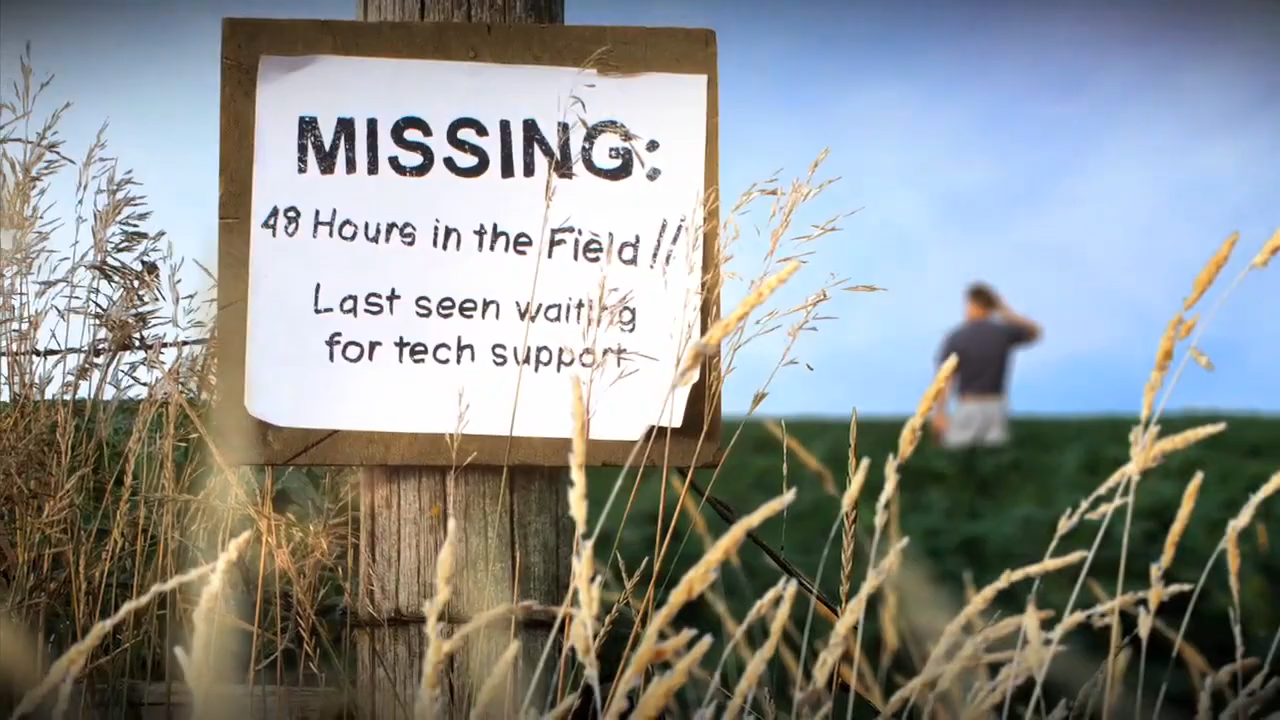 MISSING:
48 Hours in the Field!!
Last seen waiting
for tech support